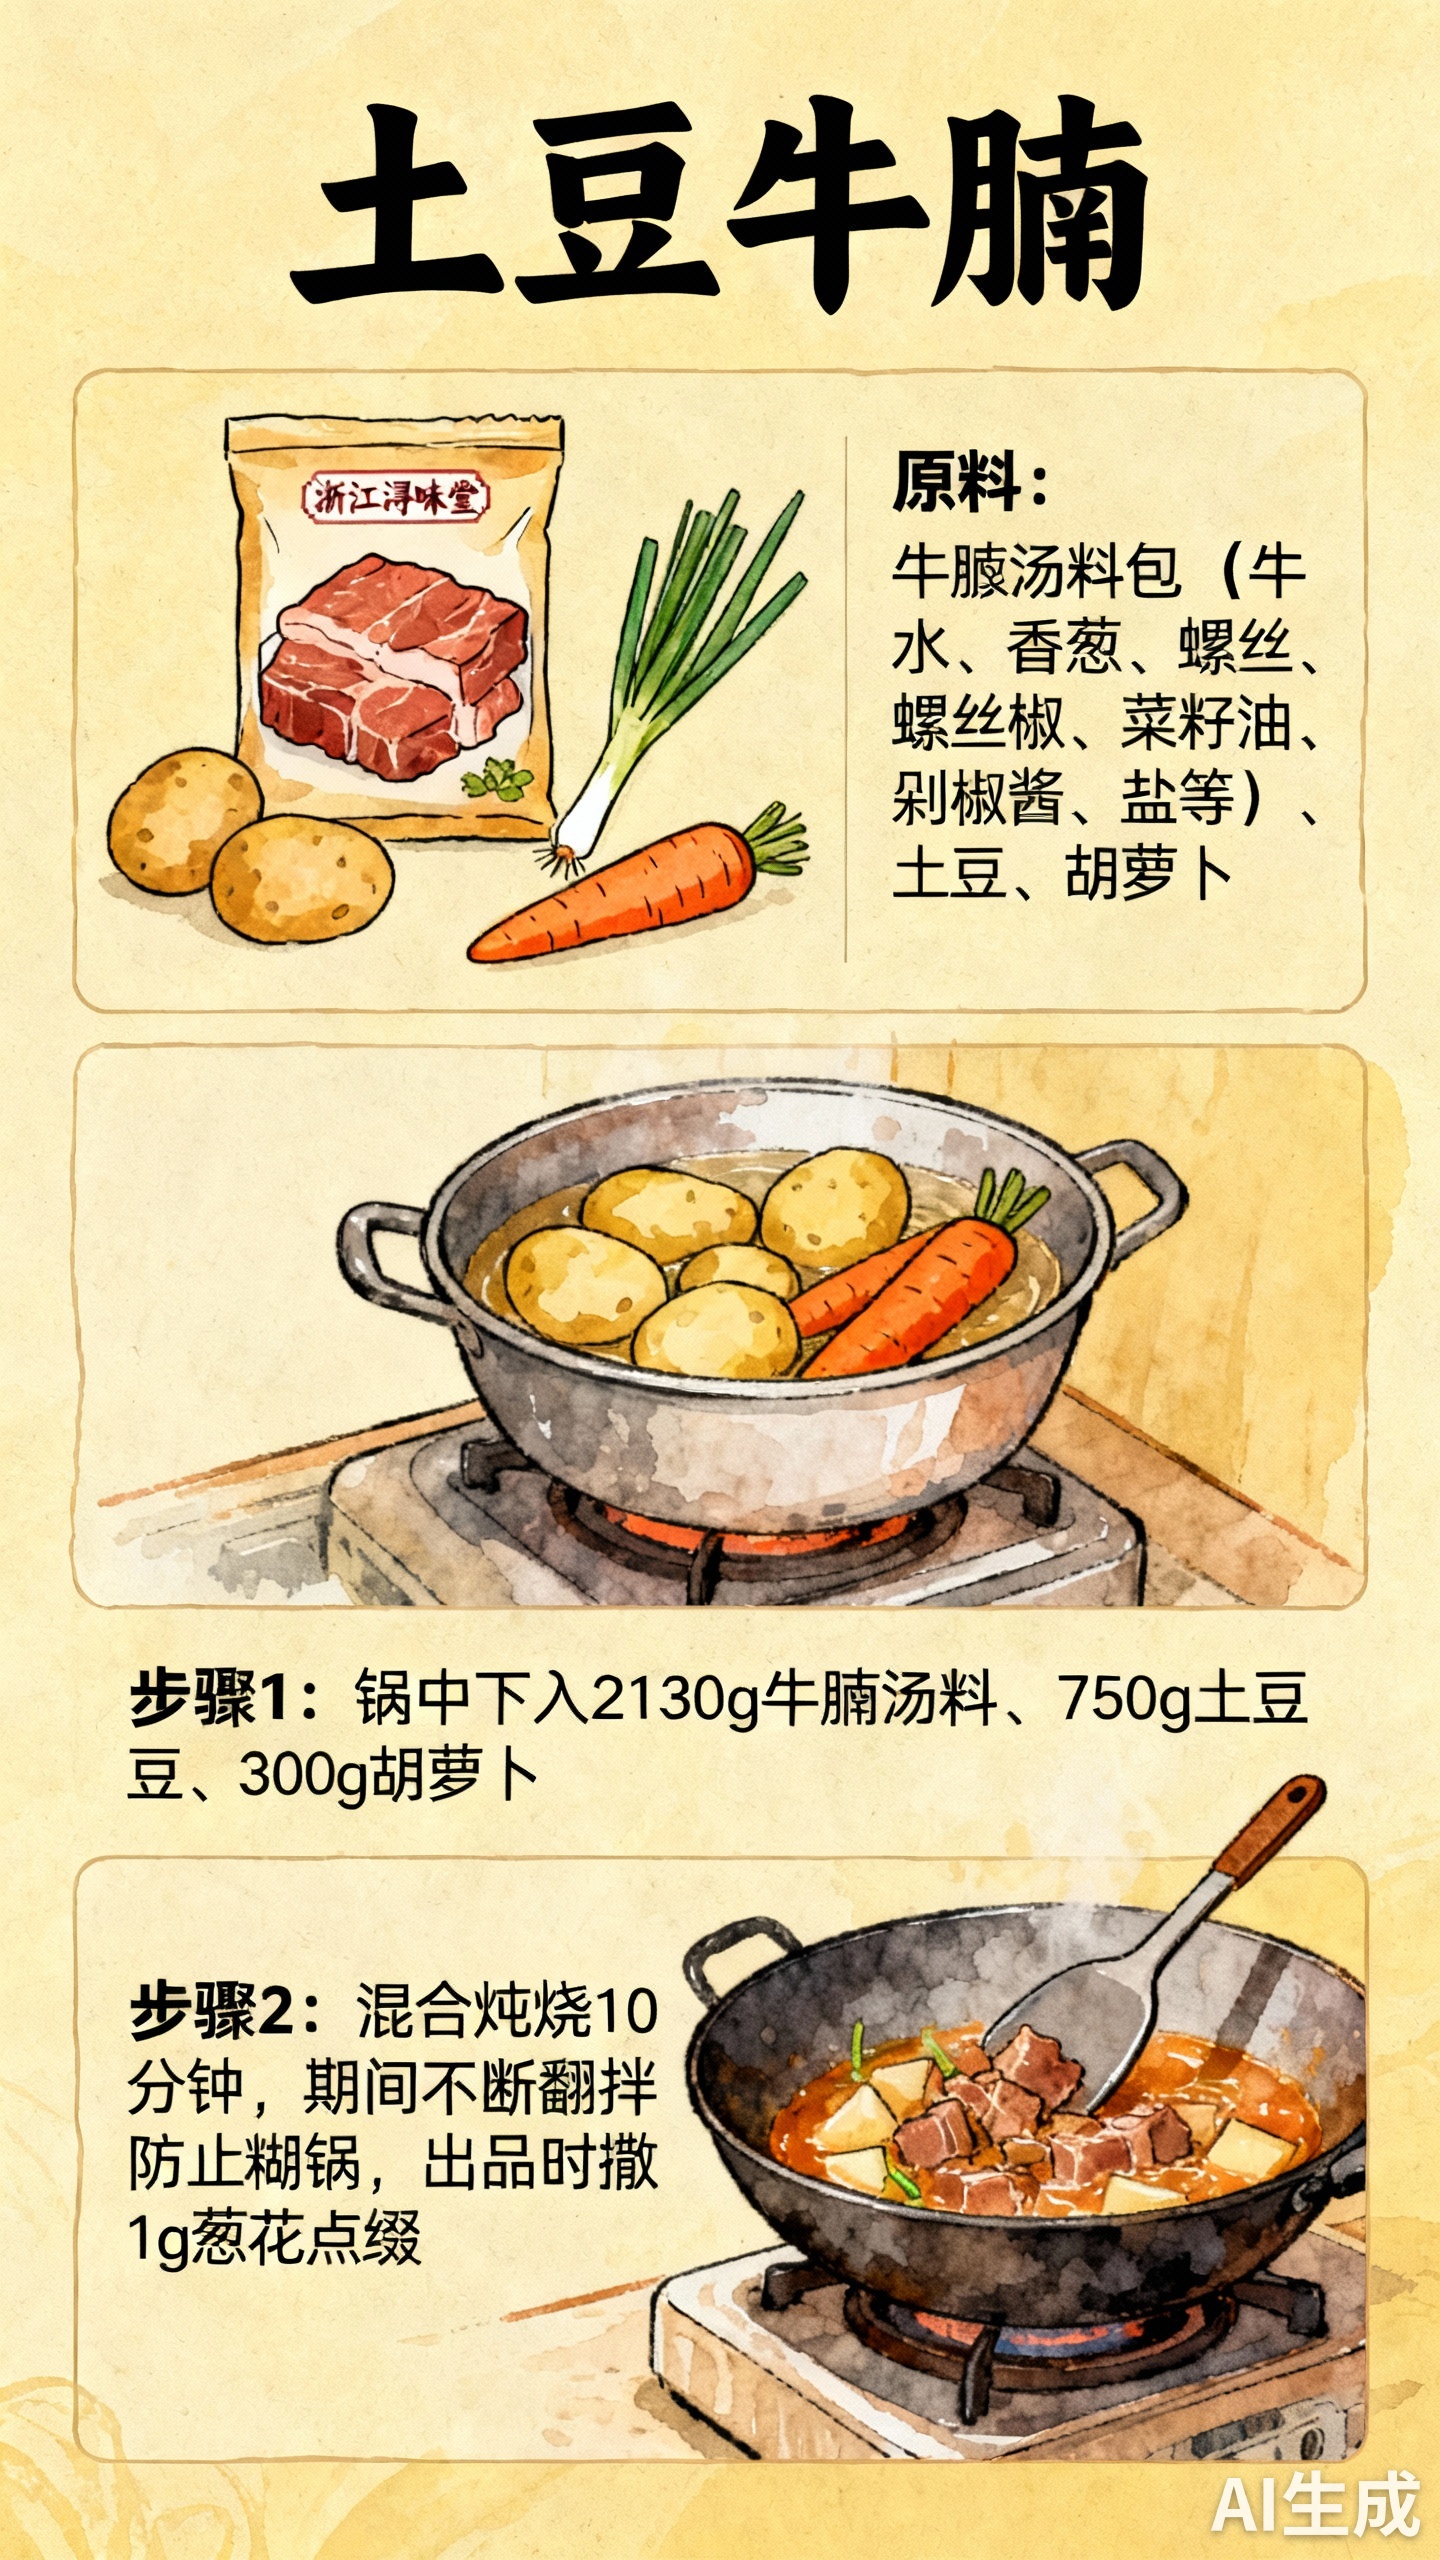 土豆牛腩
浙江浔味堂
原料：
牛腩汤料包（牛
水、香葱、螺丝、
螺丝椒、菜籽油、
剁椒酱、盐等）、
土豆、胡萝卜
步骤1：锅中下入2130g牛腩汤料、750g土豆
豆、300g胡萝卜
步骤2：混合炖烧10
分钟，期间不断翻拌
防止糊锅，出品时撒
1g葱花点缀
AI生成